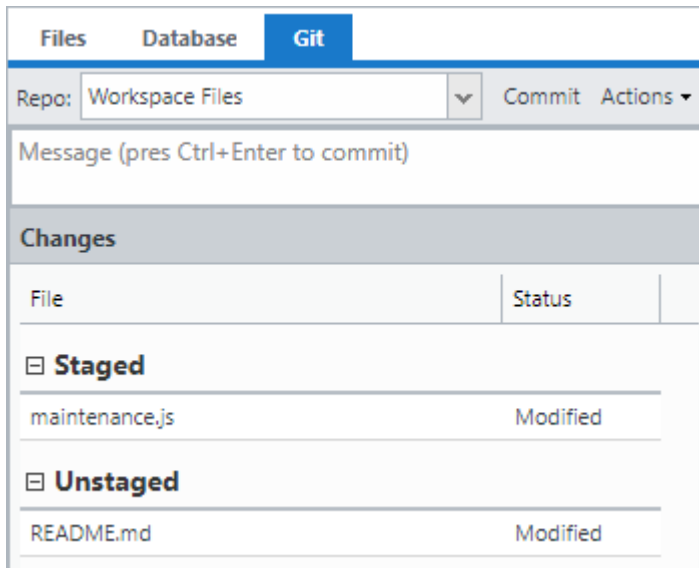 Files Database Git
Repo: Workspace Files Commit Actions
Message (pres Ctrl+Enter to commit)
Changes
File Status
Staged
maintenance.js Modified
Unstaged
README.md Modified